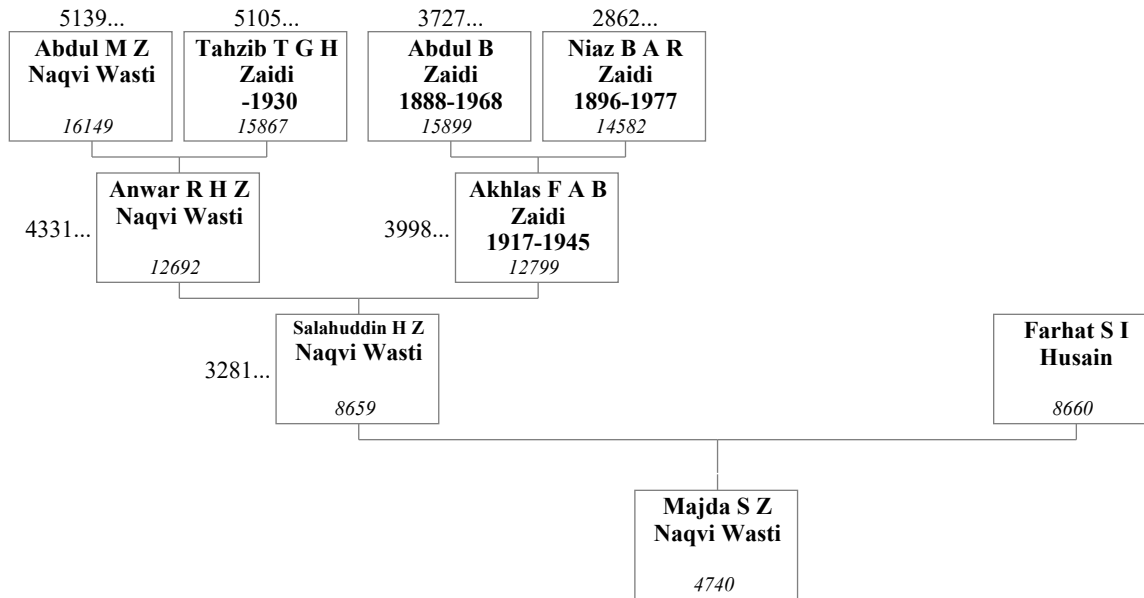 5139...
5105...
3727...
2862...
Abdul M Z
Naqvi Wasti
16149
Tahzib T G H
Zaidi
-1930
15867
Abdul B
Zaidi
1888-1968
15899
Niaz B A R
Zaidi
1896-1977
14582
4331...
Anwar R H Z
Naqvi Wasti
12692
3998...
Akhlas F A B
Zaidi
1917-1945
12799
3281...
Salahuddin H Z
Naqvi Wasti
8659
Farhat S I
Husain
8660
Majda S Z
Naqvi Wasti
4740